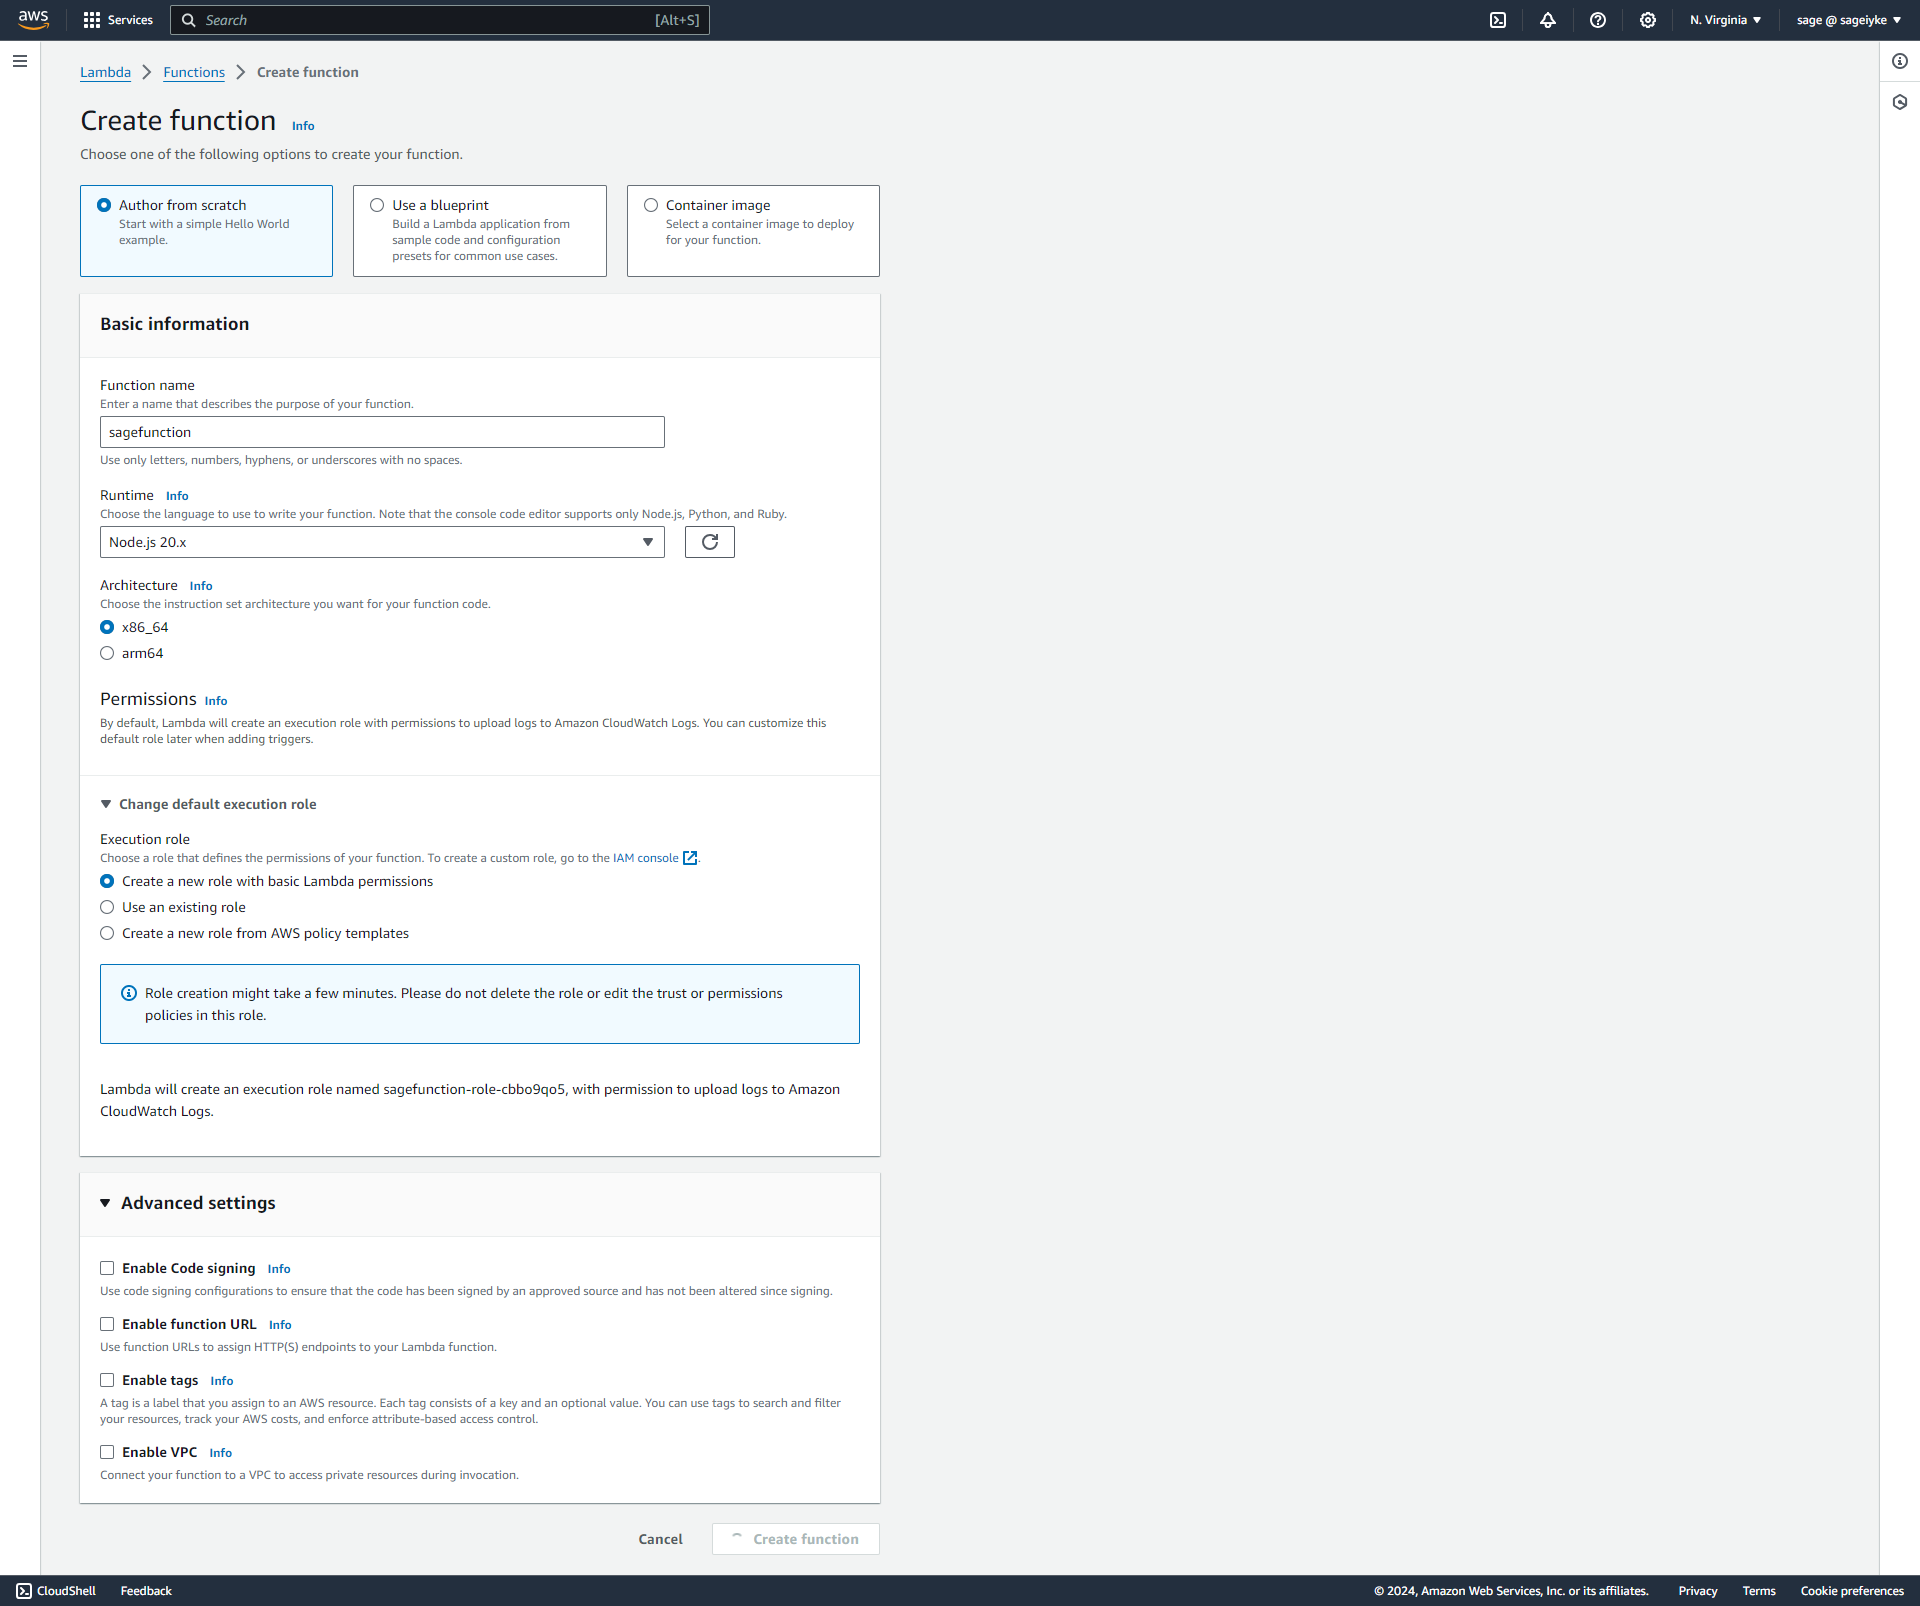 aws
Services
Search [Alt+S]
N. Virginia
sage @ sageiyke
Lambda > Functions > Create function
Create function Info
Choose one of the following options to create your function.
Author from scratch
Start with a simple Hello World
example.
Use a blueprint
Build a Lambda application from
sample code and configuration
presets for common use cases.
Container image
Select a container image to deploy
for your function.
Basic information
Function name
Enter a name that describes the purpose of your function.
sagefunction
Use only letters, numbers, hyphens, or underscores with no spaces.
Runtime Info
Choose the language to use to write your function. Note that the console code editor supports only Node.js, Python, and Ruby.
Node.js 20.x
Architecture Info
Choose the instruction set architecture you want for your function code.
x86_64
arm64
Permissions Info
By default, Lambda will create an execution role with permissions to upload logs to Amazon CloudWatch Logs. You can customize this
default role later when adding triggers.
Change default execution role
Execution role
Choose a role that defines the permissions of your function. To create a custom role, go to the IAM console.
Create a new role with basic Lambda permissions
Use an existing role
Create a new role from AWS policy templates
Role creation might take a few minutes. Please do not delete the role or edit the trust or permissions
policies in this role.
Lambda will create an execution role named sagefunction-role-cbbo9qo5, with permission to upload logs to Amazon
CloudWatch Logs.
Advanced settings
Enable Code signing Info
Use code signing configurations to ensure that the code has been signed by an approved source and has not been altered since signing.
Enable function URL Info
Use function URLs to assign HTTP(S) endpoints to your Lambda function.
Enable tags Info
A tag is a label that you assign to an AWS resource. Each tag consists of a key and an optional value. You can use tags to search and filter
your resources, track your AWS costs, and enforce attribute-based access control.
Enable VPC Info
Connect your function to a VPC to access private resources during invocation.
Cancel
Create function
CloudShell
Feedback
© 2024, Amazon Web Services, Inc. or its affiliates.
Privacy
Terms
Cookie preferences